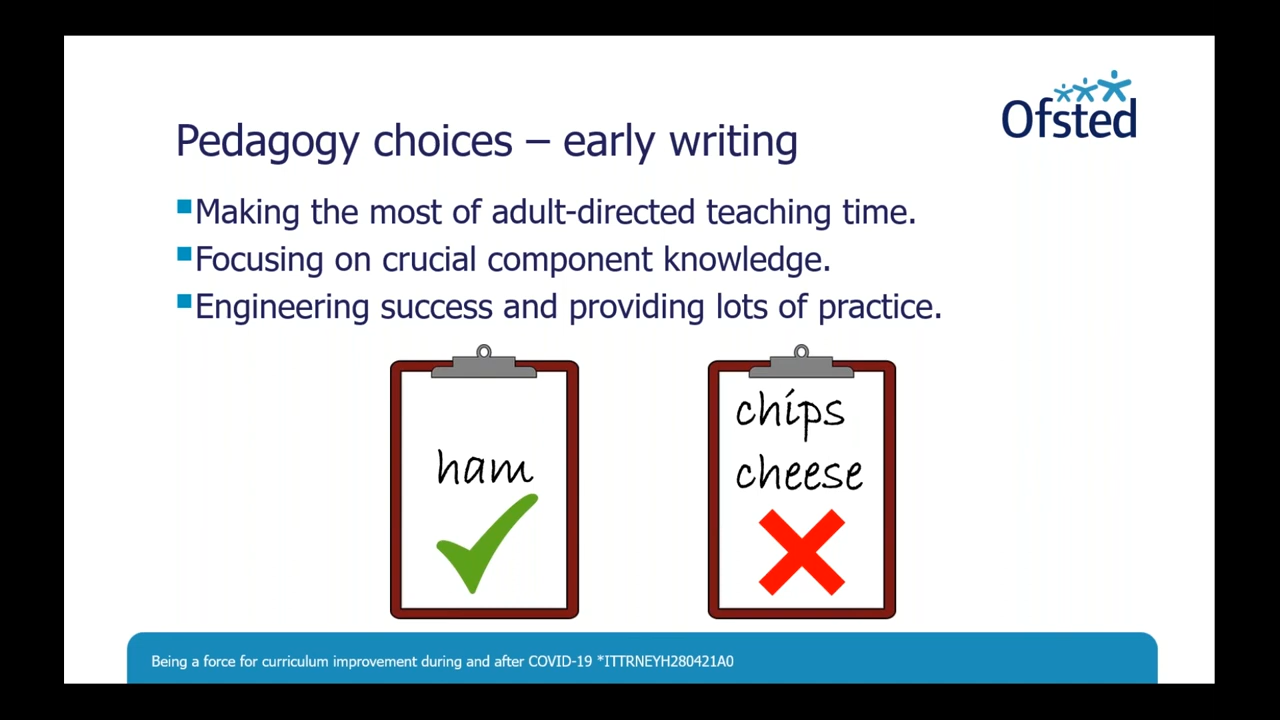 Ofsted
Pedagogy choices – early writing
Making the most of adult-directed teaching time.
Focusing on crucial component knowledge.
Engineering success and providing lots of practice.
ham
chips
cheese
Being a force for curriculum improvement during and after COVID-19 *ITTRNEYH280421A0